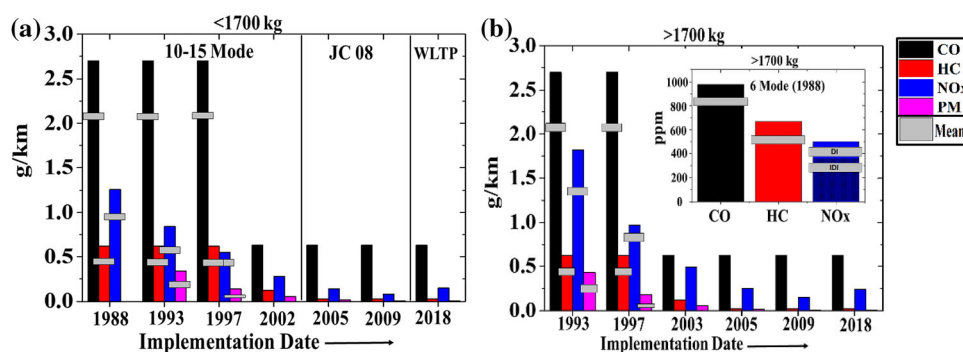 (a)
<1700 kg
10-15 Mode
JC 08
WLTP
g/km
3.0
2.5
2.0
1.5
1.0
0.5
0.0
1988 1993 1997 2002 2005 2009 2018
Implementation Date
(b)
>1700 kg
g/km
3.0
2.5
2.0
1.5
1.0
0.5
0.0
1993 1997 2003 2005 2009 2018
Implementation Date
>1700 kg
6 Mode (1988)
ppm
1000
800
600
400
200
0
DI
IDI
CO HC NOx
CO
HC
NOx
PM
Mean